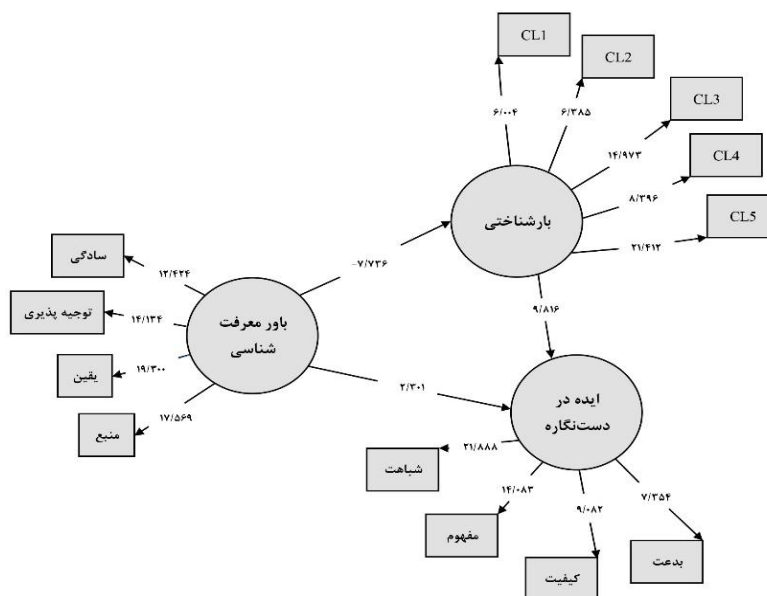 CL1
CL2
CL3
CL4
CL5
۶/۰۰۴
۶/۳۸۵
۱۴/۹۷۳
۸/۳۹۶
۲۱/۴۱۲
بارشناختی
-۷/۷۳۶
۹/۸۱۶
سادگی
توجیه پذیری
یقین
منبع
۱۲/۴۲۴
۱۴/۱۳۴
۱۹/۳۰۰
۱۷/۵۶۹
باور معرفت
شناسی
۲/۳۰۱
ایده در
دست‌نگاره
۲۱/۸۸۸
۱۴/۰۸۳
۹/۰۸۲
۷/۳۵۴
شباهت
مفهوم
کیفیت
بدعت